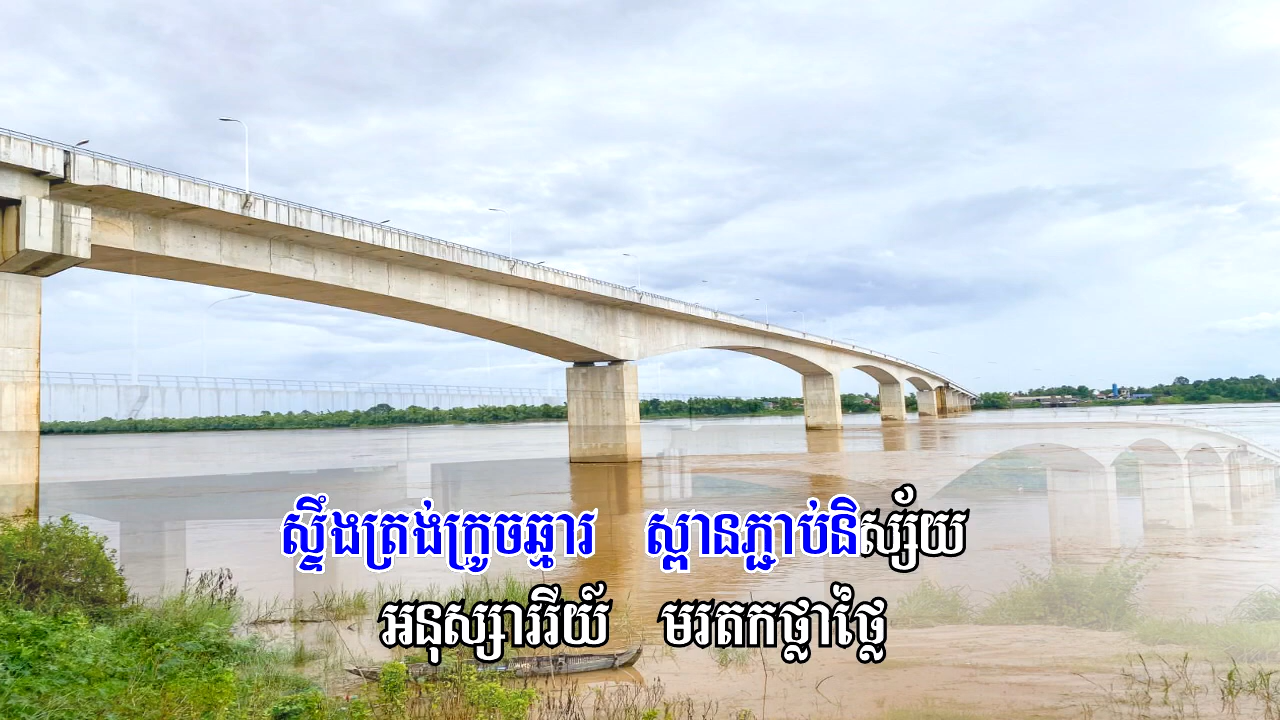 ស្ទឹងត្រង់ក្រូចឆ្មារ ស្ពានភ្ជាប់និស្ស័យ
អនុស្សាវរីយ៍ មរតកថ្លាថ្លៃ